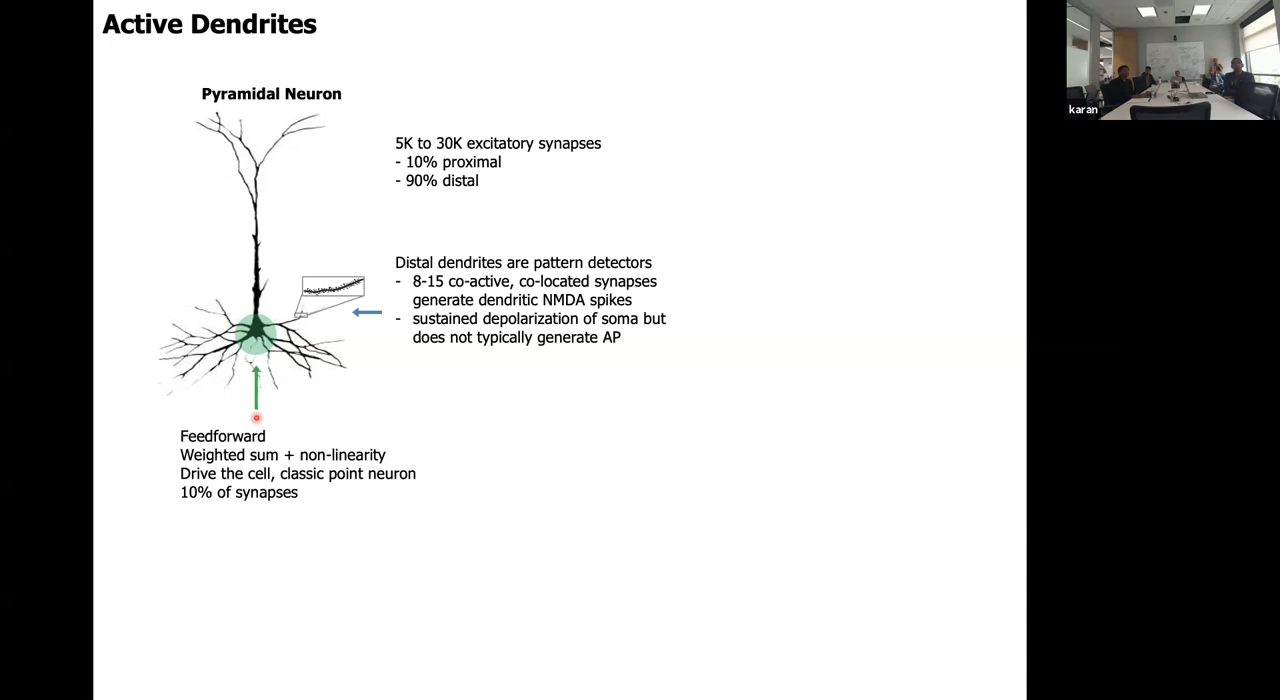 Active Dendrites
Pyramidal Neuron
5K to 30K excitatory synapses
- 10% proximal
- 90% distal
Distal dendrites are pattern detectors
- 8-15 co-active, co-located synapses
generate dendritic NMDA spikes
- sustained depolarization of soma but
does not typically generate AP
Feedforward
Weighted sum + non-linearity
Drive the cell, classic point neuron
10% of synapses
karan